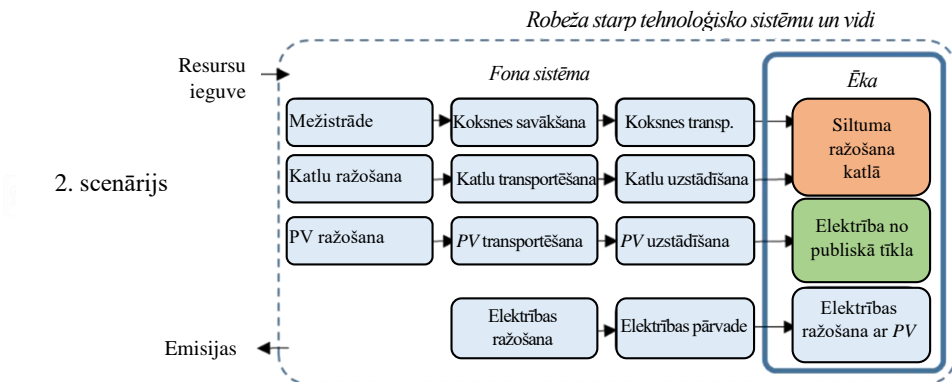 Robeža starp tehnoloģisko sistēmu un vidi
Resursu
ieguve
Fona sistēma
Ēka
Mežistrāde
Koksnes savākšana
Koksnes transp.
Siltuma
ražošana
katlā
2. scenārijs
Katlu ražošana
Katlu transportēšana
Katlu uzstādīšana
PV ražošana
PV transportēšana
PV uzstādīšana
Elektrība no
publiskā tīkla
Elektrības
ražošana
Elektrības pārvade
Elektrības
ražošana ar PV
Emisijas